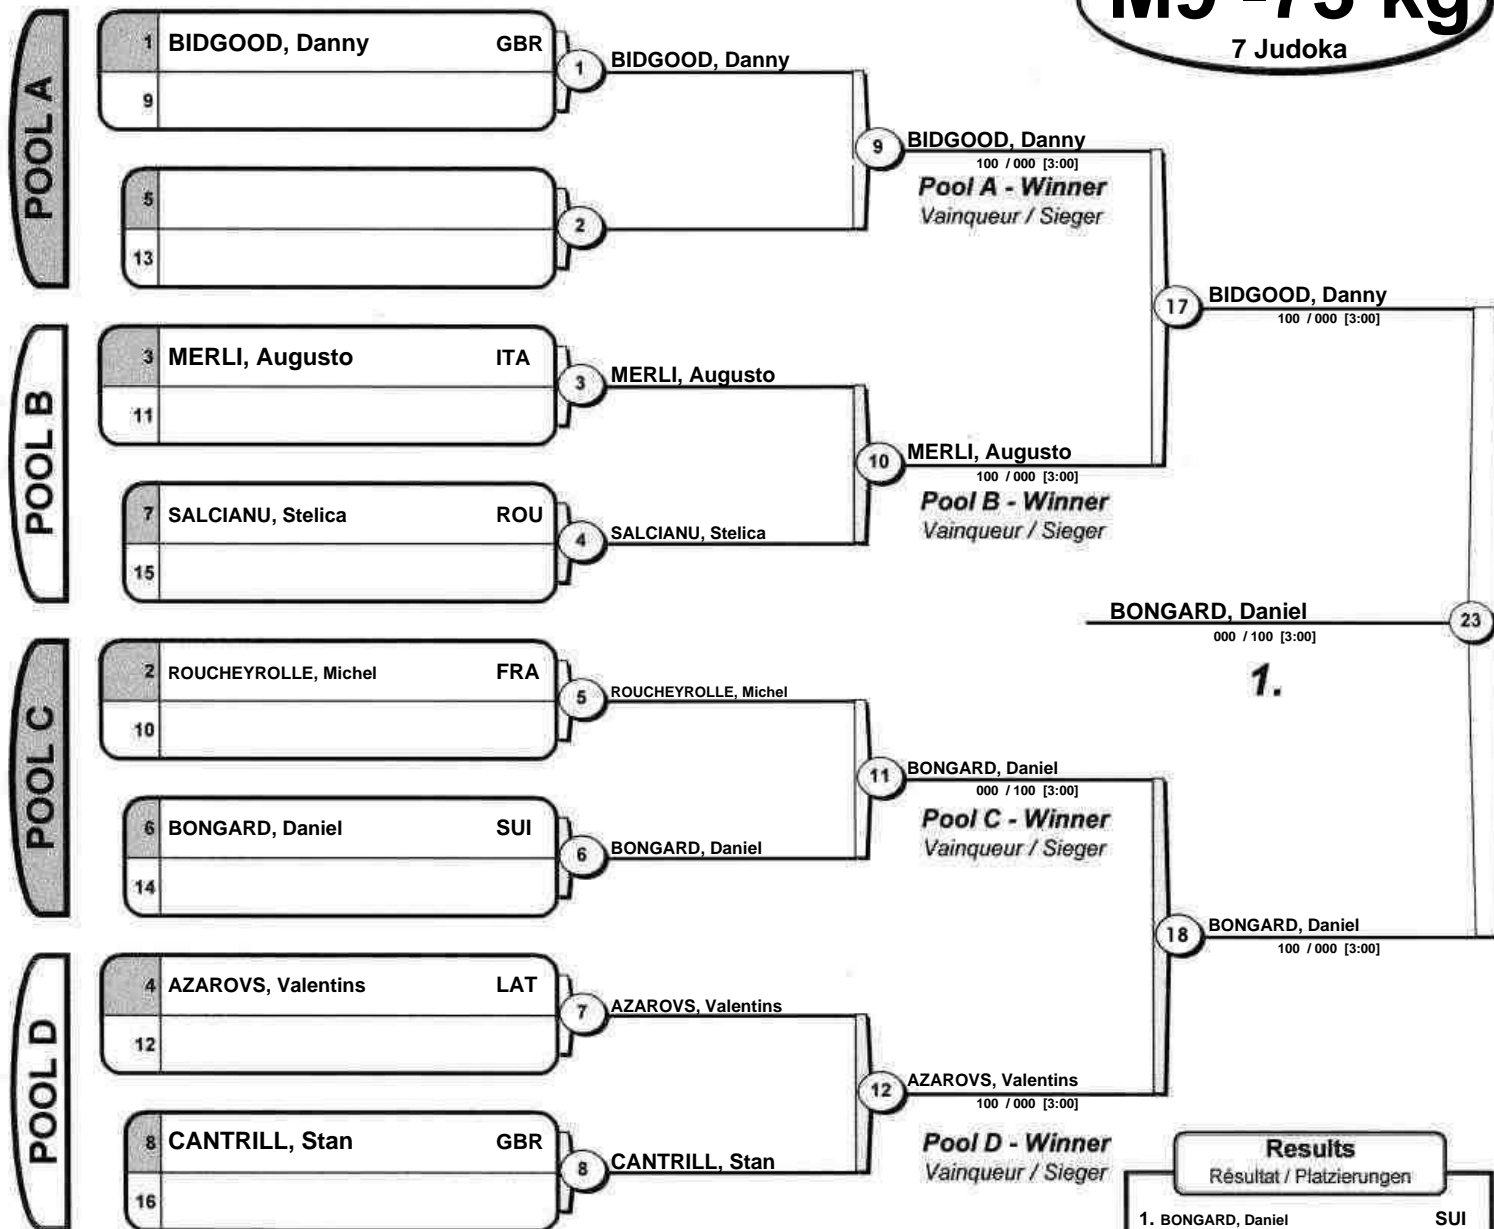 M9 -73 kg
7 Judoka
POOL A
1 BIDGOOD, Danny GBR
9
5
13
1 BIDGOOD, Danny
2
9 BIDGOOD, Danny
100 / 000 [3:00]
Pool A - Winner
Vainqueur / Sieger
POOL B
3 MERLI, Augusto ITA
11
7 SALCIANU, Stelica ROU
15
3 MERLI, Augusto
4 SALCIANU, Stelica
10 MERLI, Augusto
100 / 000 [3:00]
Pool B - Winner
Vainqueur / Sieger
17 BIDGOOD, Danny
100 / 000 [3:00]
BONGARD, Daniel 23
000 / 100 [3:00]
1.
POOL C
2 ROUCHEYROLLE, Michel FRA
10
6 BONGARD, Daniel SUI
14
5 ROUCHEYROLLE, Michel
6 BONGARD, Daniel
11 BONGARD, Daniel
000 / 100 [3:00]
Pool C - Winner
Vainqueur / Sieger
18 BONGARD, Daniel
100 / 000 [3:00]
POOL D
4 AZAROVS, Valentins LAT
12
8 CANTRILL, Stan GBR
16
7 AZAROVS, Valentins
8 CANTRILL, Stan
12 AZAROVS, Valentins
100 / 000 [3:00]
Pool D - Winner
Vainqueur / Sieger
Results
Résultat / Platzierungen
1. BONGARD, Daniel SUI